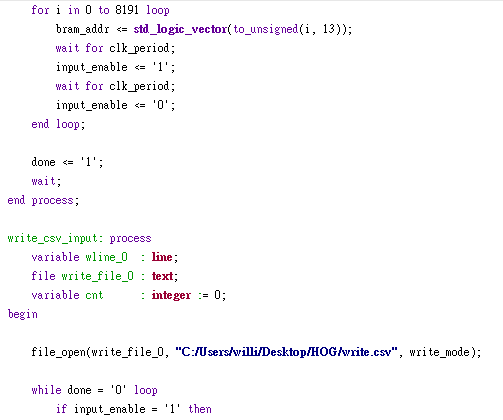 for i in 0 to 8191 loop
bram_addr <= std_logic_vector(to_unsigned(i, 13));
wait for clk_period;
input_enable <= '1';
wait for clk_period;
input_enable <= '0';
end loop;
done <= '1';
wait;
end process;
write_csv_input: process
variable wline_0 : line;
file write_file_0 : text;
variable cnt : integer := 0;
begin
file_open(write_file_0, "C:/Users/willi/Desktop/HOG/write.csv", write_mode);
while done = '0' loop
if input_enable = '1' then